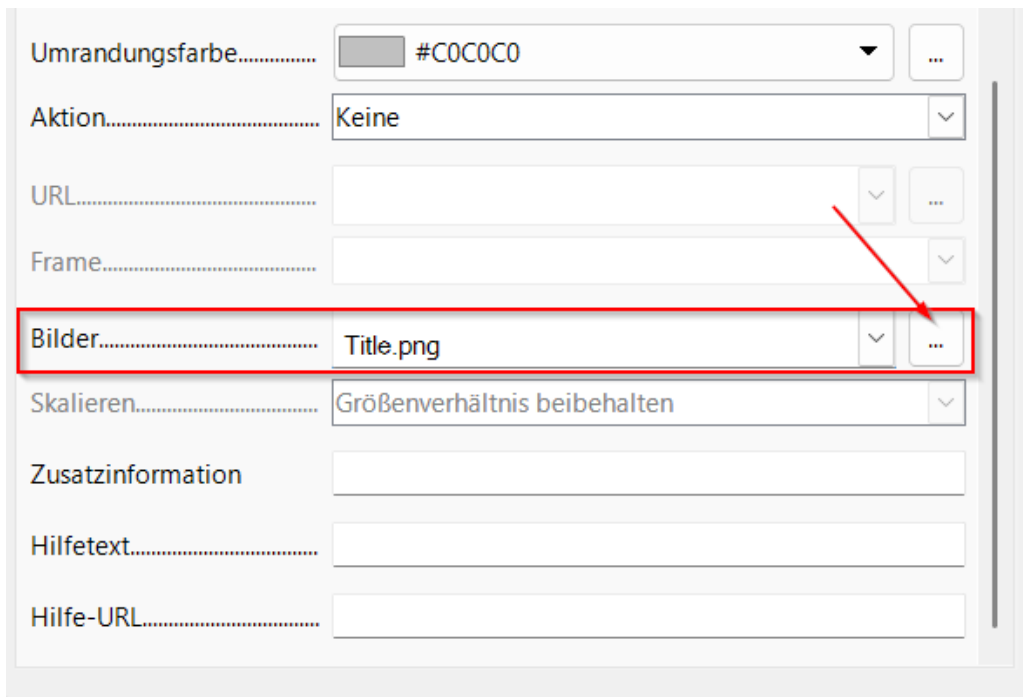 Umrandungsfarbe............... #C0C0C0 ...
Aktion......................................... Keine
URL.............................................. ...
Frame.........................................
Bilder.......................................... Title.png ...
Skalieren................................... Größenverhältnis beibehalten
Zusatzinformation
Hilfetext....................................
Hilfe-URL..................................